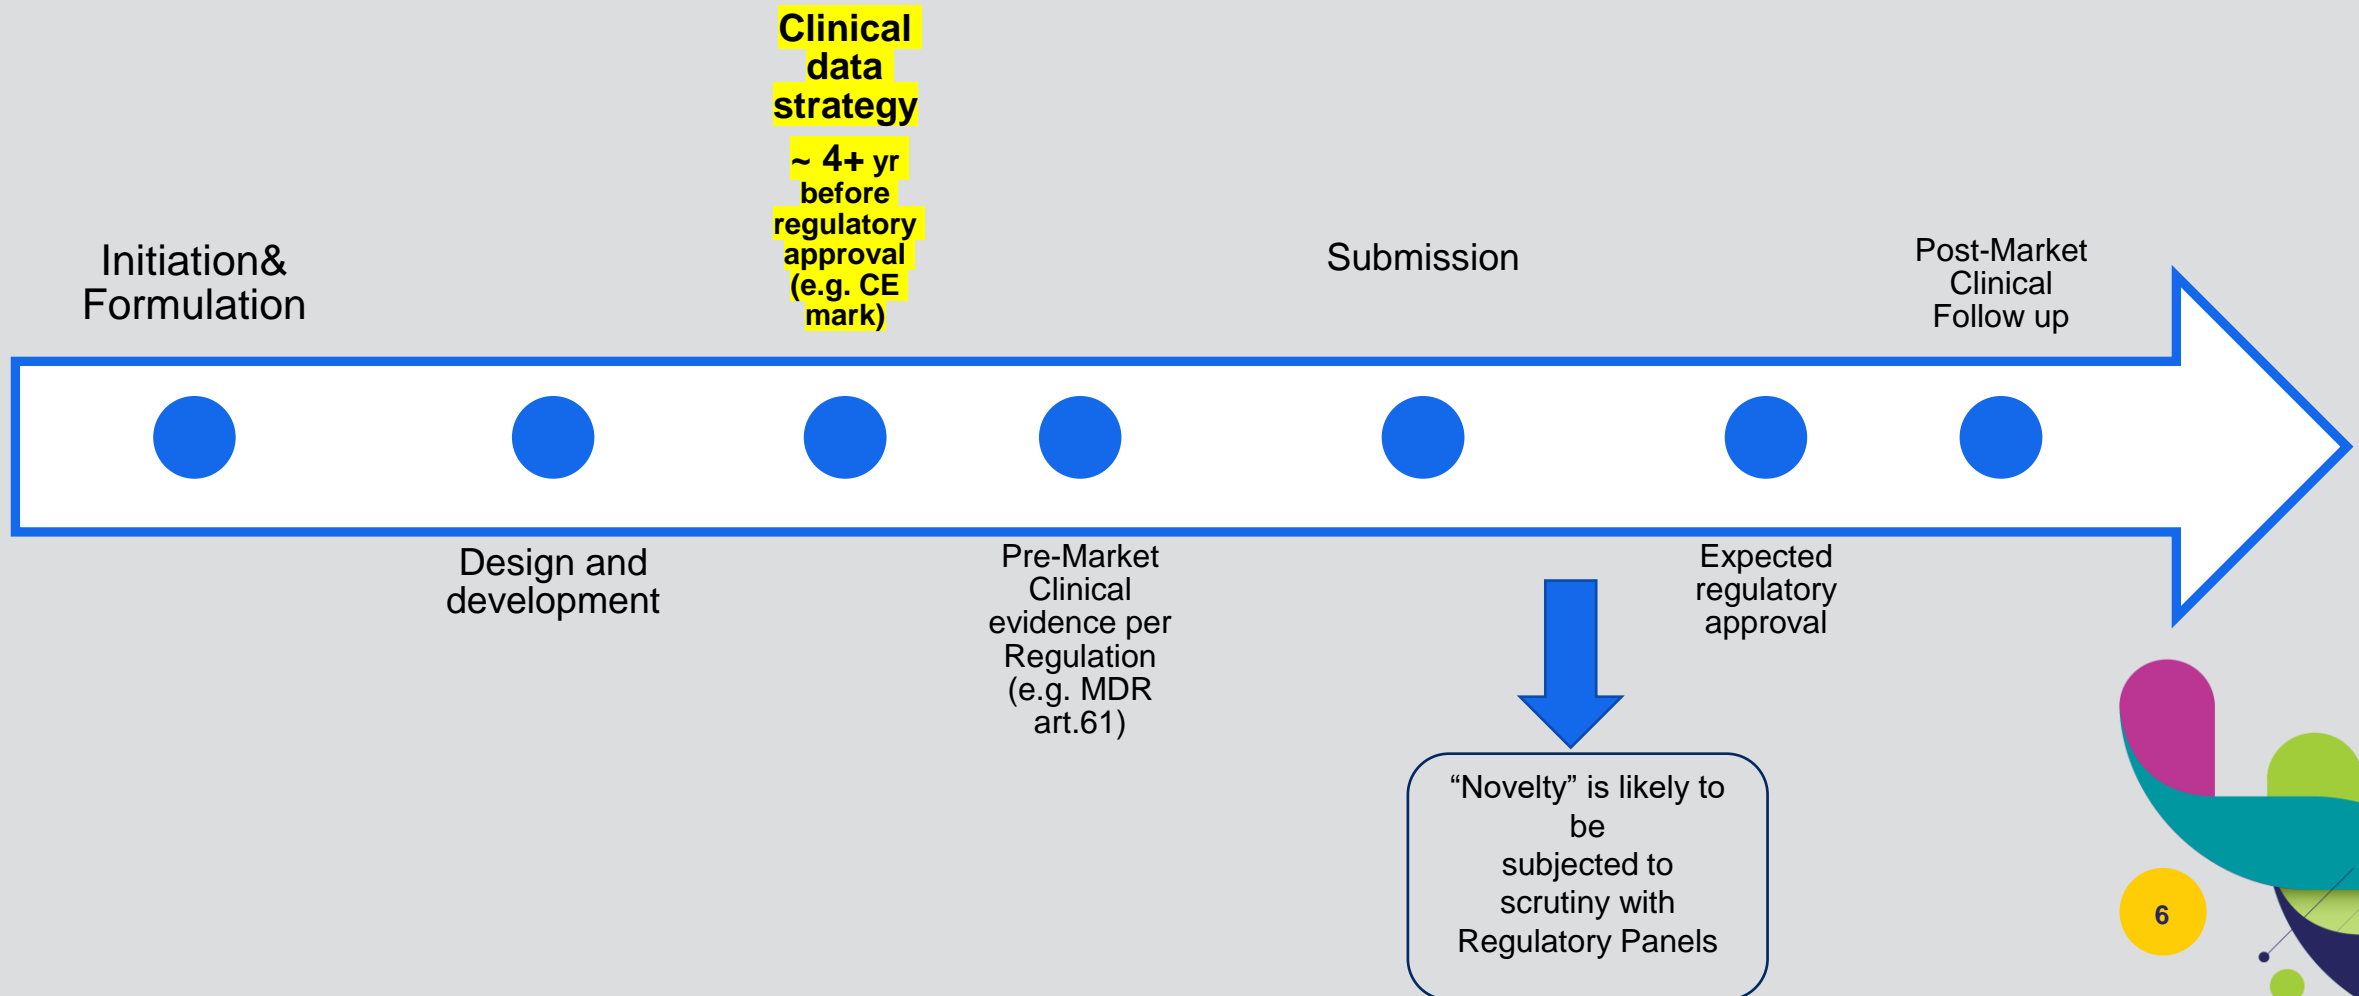 Clinical
data
strategy
~ 4+ yr
before
regulatory
approval
(e.g. CE
mark)
Initiation&
Formulation
Submission
Post-Market
Clinical
Follow up
Design and
development
Pre-Market
Clinical
evidence per
Regulation
(e.g. MDR
art.61)
Expected
regulatory
approval
“Novelty” is likely to
be
subjected to
scrutiny with
Regulatory Panels
6